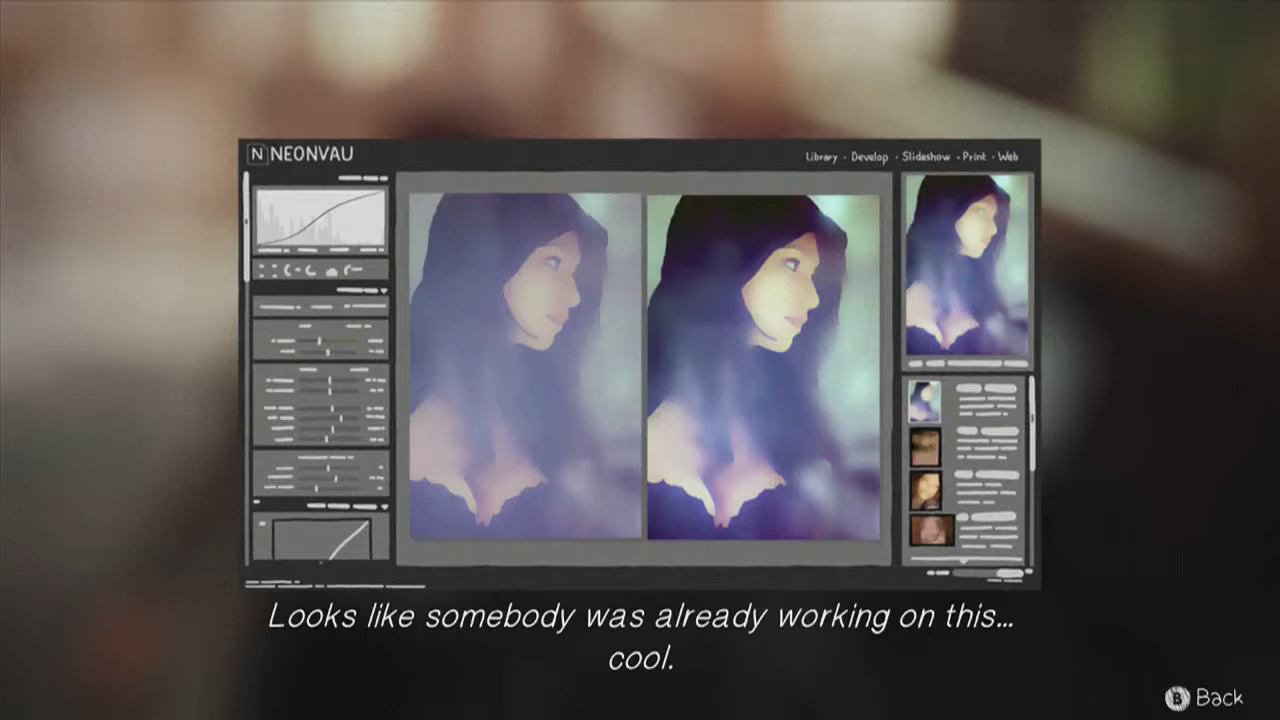 N NEONVAU
Library · Develop · Slideshow · Print · Web
Looks like somebody was already working on this...
cool.
B Back